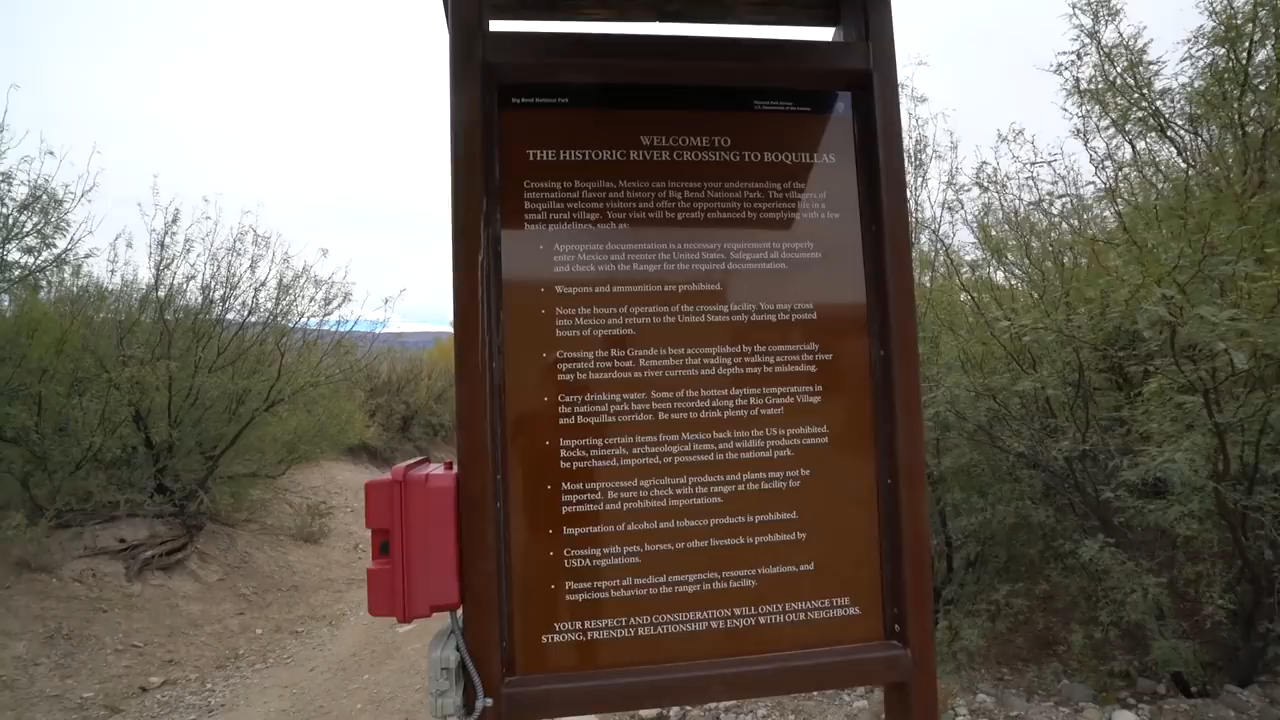 Big Bend National Park
National Park Service
U.S. Department of the Interior
WELCOME TO
THE HISTORIC RIVER CROSSING TO BOQUILLAS
Crossing to Boquillas, Mexico can increase your understanding of the
international flavor and history of Big Bend National Park. The villagers of
Boquillas welcome visitors and offer the opportunity to experience life in a
small rural village. Your visit will be greatly enhanced by complying with a few
basic guidelines, such as:
• Appropriate documentation is a necessary requirement to properly
enter Mexico and reenter the United States. Safeguard all documents
and check with the Ranger for the required documentation.
• Weapons and ammunition are prohibited.
• Note the hours of operation of the crossing facility. You may cross
into Mexico and return to the United States only during the posted
hours of operation.
• Crossing the Rio Grande is best accomplished by the commercially
operated row boat. Remember that wading or walking across the river
may be hazardous as river currents and depths may be misleading.
• Carry drinking water. Some of the hottest daytime temperatures in
the national park have been recorded along the Rio Grande Village
and Boquillas corridor. Be sure to drink plenty of water!
• Importing certain items from Mexico back into the US is prohibited.
Rocks, minerals, archaeological items, and wildlife products cannot
be purchased, imported, or possessed in the national park.
• Most unprocessed agricultural products and plants may not be
imported. Be sure to check with the ranger at the facility for
permitted and prohibited importations.
• Importation of alcohol and tobacco products is prohibited.
• Crossing with pets, horses, or other livestock is prohibited by
USDA regulations.
• Please report all medical emergencies, resource violations, and
suspicious behavior to the ranger in this facility.
YOUR RESPECT AND CONSIDERATION WILL ONLY ENHANCE THE
STRONG, FRIENDLY RELATIONSHIP WE ENJOY WITH OUR NEIGHBORS.